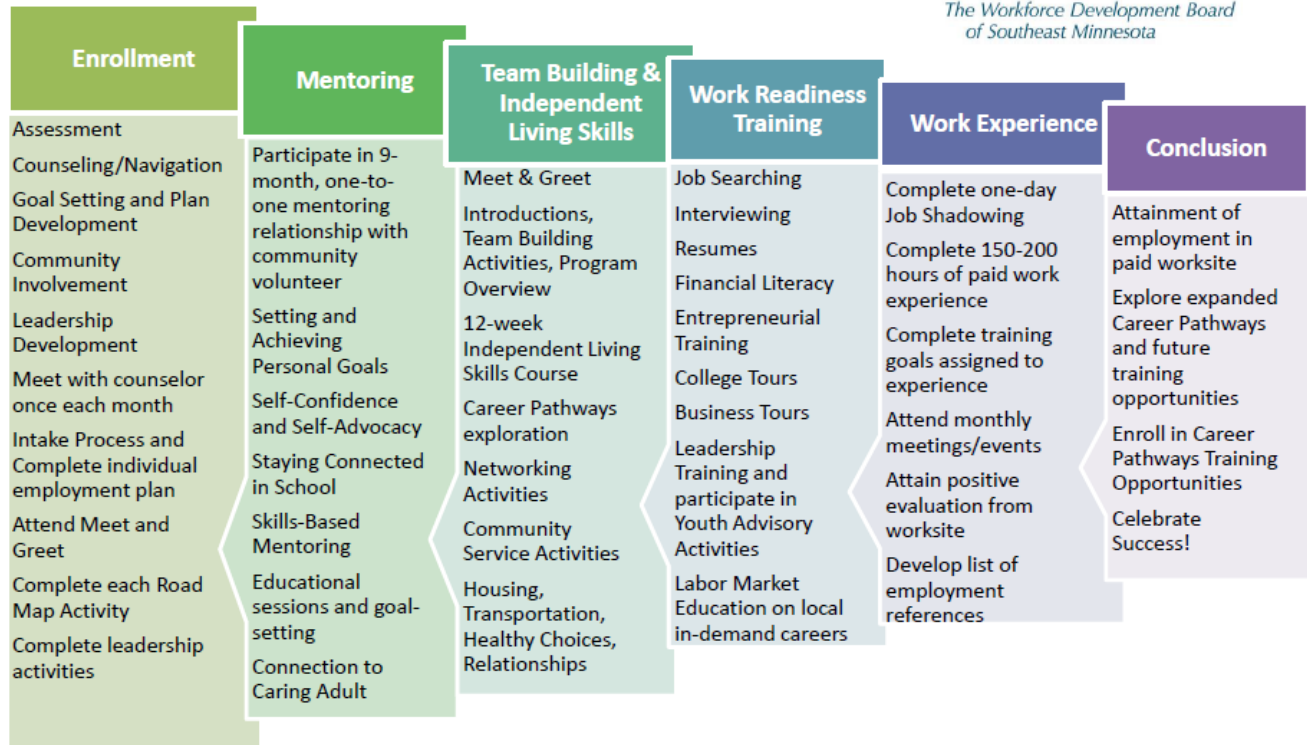 The Workforce Development Board
of Southeast Minnesota
Enrollment
Assessment
Counseling/Navigation
Goal Setting and Plan
Development
Community
Involvement
Leadership
Development
Meet with counselor
once each month
Intake Process and
Complete individual
employment plan
Attend Meet and
Greet
Complete each Road
Map Activity
Complete leadership
activities
Mentoring
Participate in 9-
month, one-to-
one mentoring
relationship with
community
volunteer
Setting and
Achieving
Personal Goals
Self-Confidence
and Self-Advocacy
Staying Connected
in School
Skills-Based
Mentoring
Educational
sessions and goal-
setting
Connection to
Caring Adult
Team Building &
Independent
Living Skills
Meet & Greet
Introductions,
Team Building
Activities, Program
Overview
12-week
Independent Living
Skills Course
Career Pathways
exploration
Networking
Activities
Community
Service Activities
Housing,
Transportation,
Healthy Choices,
Relationships
Work Readiness
Training
Job Searching
Interviewing
Resumes
Financial Literacy
Entrepreneurial
Training
College Tours
Business Tours
Leadership
Training and
participate in
Youth Advisory
Activities
Labor Market
Education on local
in-demand careers
Work Experience
Complete one-day
Job Shadowing
Complete 150-200
hours of paid work
experience
Complete training
goals assigned to
experience
Attend monthly
meetings/events
Attain positive
evaluation from
worksite
Develop list of
employment
references
Conclusion
Attainment of
employment in
paid worksite
Explore expanded
Career Pathways
and future
training
opportunities
Enroll in Career
Pathways Training
Opportunities
Celebrate
Success!